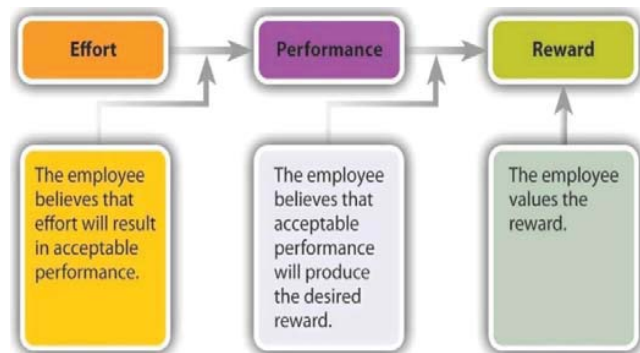 Effort
Performance
Reward
The employee
believes that
effort will result
in acceptable
performance.
The employee
believes that
acceptable
performance
will produce
the desired
reward.
The employee
values the
reward.